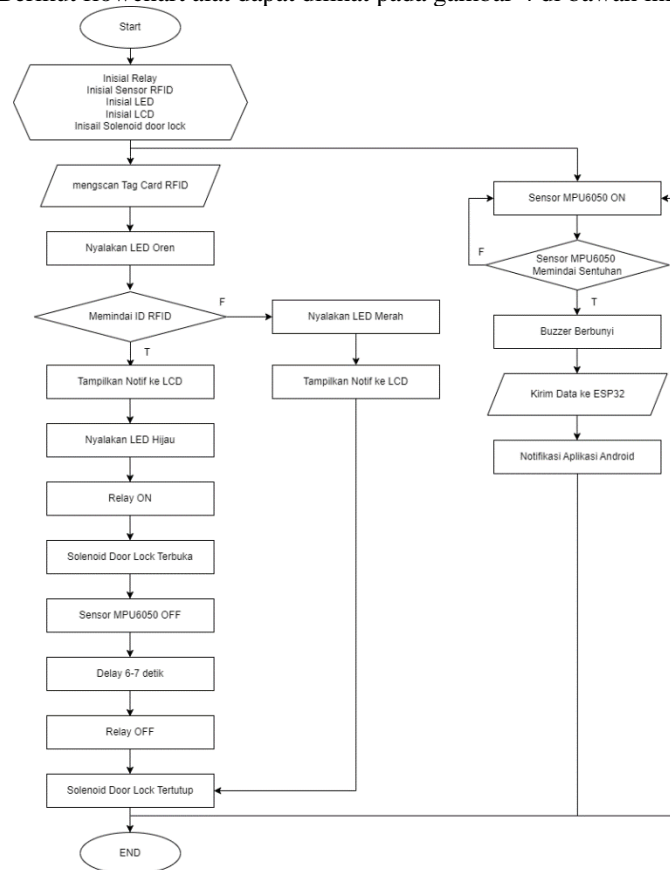 Start
Inisial Relay
Inisial Sensor RFID
Inisial LED
Inisial LCD
Inisail Solenoid door lock
mengscan Tag Card RFID
Nyalakan LED Oren
Memindai ID RFID
F
T
Nyalakan LED Merah
Tampilkan Notif ke LCD
Tampilkan Notif ke LCD
Nyalakan LED Hijau
Relay ON
Solenoid Door Lock Terbuka
Sensor MPU6050 OFF
Delay 6-7 detik
Relay OFF
Solenoid Door Lock Tertutup
END
Sensor MPU6050 ON
F
Sensor MPU6050
Memindai Sentuhan
T
Buzzer Berbunyi
Kirim Data ke ESP32
Notifikasi Aplikasi Android